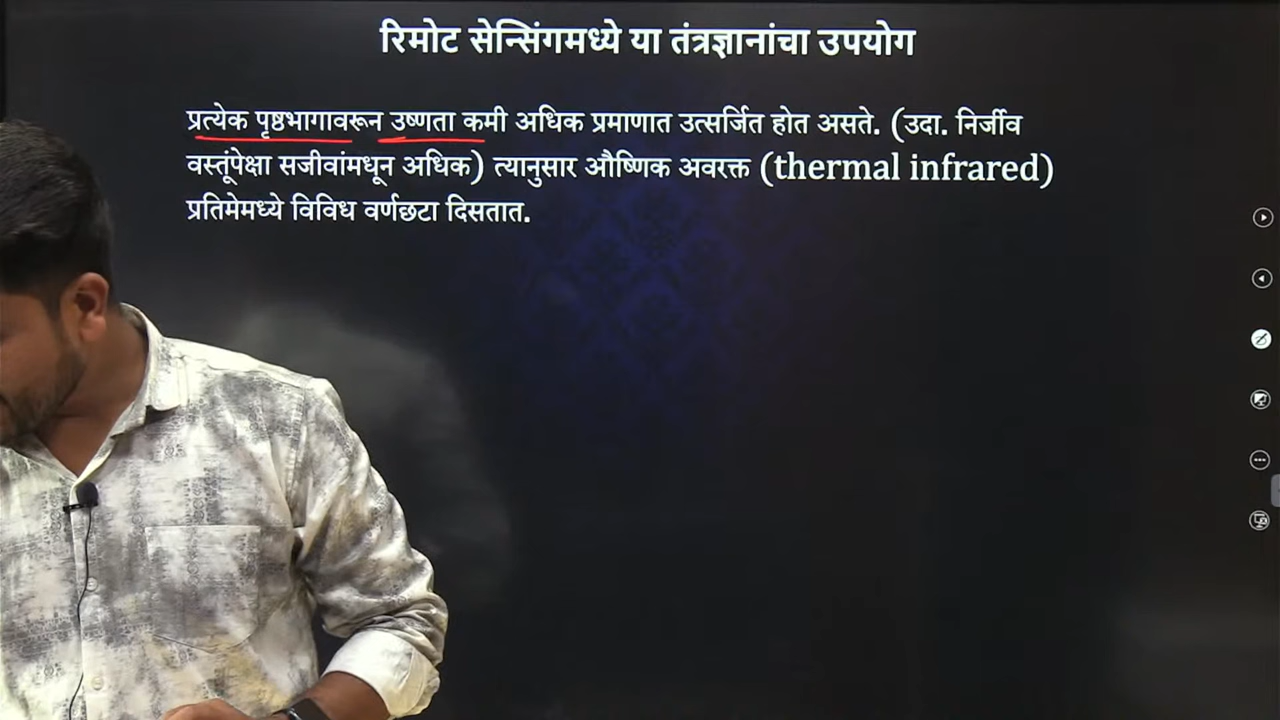 रिमोट सेन्सिंगमध्ये या तंत्रज्ञानांचा उपयोग
प्रत्येक पृष्ठभागावरून उष्णता कमी अधिक प्रमाणात उत्सर्जित होत असते. (उदा. निर्जीव
वस्तूंपेक्षा सजीवांमधून अधिक) त्यानुसार औष्णिक अवरक्त (thermal infrared)
प्रतिमेमध्ये विविध वर्णछटा दिसतात.